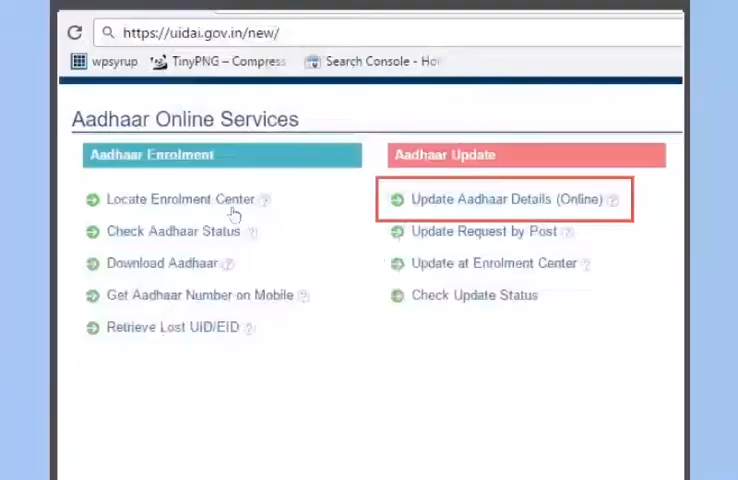 https://uidai.gov.in/new/
wpsyrup TinyPNG – Compress Search Console - Ho
Aadhaar Online Services
Aadhaar Enrolment
Locate Enrolment Center ?
Check Aadhaar Status ?
Download Aadhaar ?
Get Aadhaar Number on Mobile ?
Retrieve Lost UID/EID ?
Aadhaar Update
Update Aadhaar Details (Online) ?
Update Request by Post ?
Update at Enrolment Center ?
Check Update Status